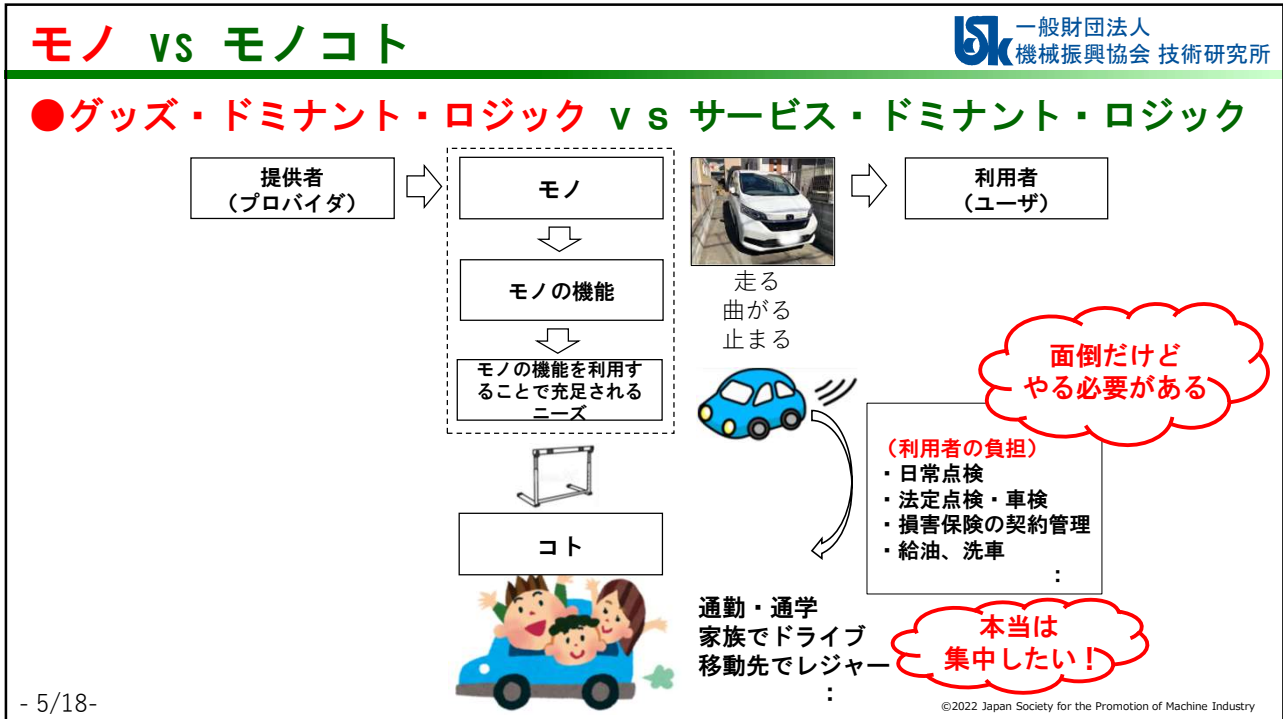 モノ vs モノコト
一般財団法人
機械振興協会 技術研究所
●グッズ・ドミナント・ロジック vs サービス・ドミナント・ロジック
提供者
（プロバイダ）
モノ
利用者
（ユーザ）
モノの機能
走る
曲がる
止まる
モノの機能を利用す
ることで充足される
ニーズ
面倒だけど
やる必要がある
（利用者の負担）
・日常点検
・法定点検・車検
・損害保険の契約管理
・給油、洗車
：
コト
通勤・通学
家族でドライブ
移動先でレジャー
：
本当は
集中したい！
- 5/18-
©2022 Japan Society for the Promotion of Machine Industry